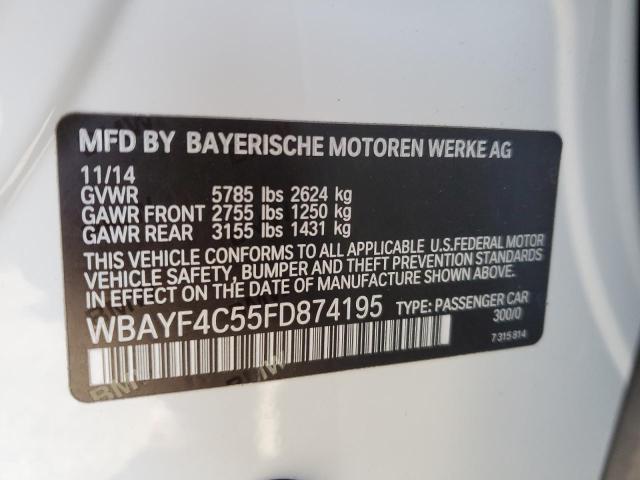 MFD BY BAYERISCHE MOTOREN WERKE AG
11/14
GVWR 5785 lbs 2624 kg
GAWR FRONT 2755 lbs 1250 kg
GAWR REAR 3155 lbs 1431 kg
THIS VEHICLE CONFORMS TO ALL APPLICABLE U.S.FEDERAL MOTOR
VEHICLE SAFETY, BUMPER AND THEFT PREVENTION STANDARDS
IN EFFECT ON THE DATE OF MANUFACTURE SHOWN ABOVE.
WBAYF4C55FD874195 TYPE: PASSENGER CAR
300/0
7 315 814
BMW
BMW